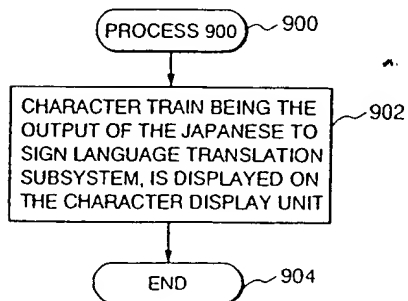 PROCESS 900
900
CHARACTER TRAIN BEING THE
OUTPUT OF THE JAPANESE TO
SIGN LANGUAGE TRANSLATION
SUBSYSTEM, IS DISPLAYED ON
THE CHARACTER DISPLAY UNIT
902
END
904